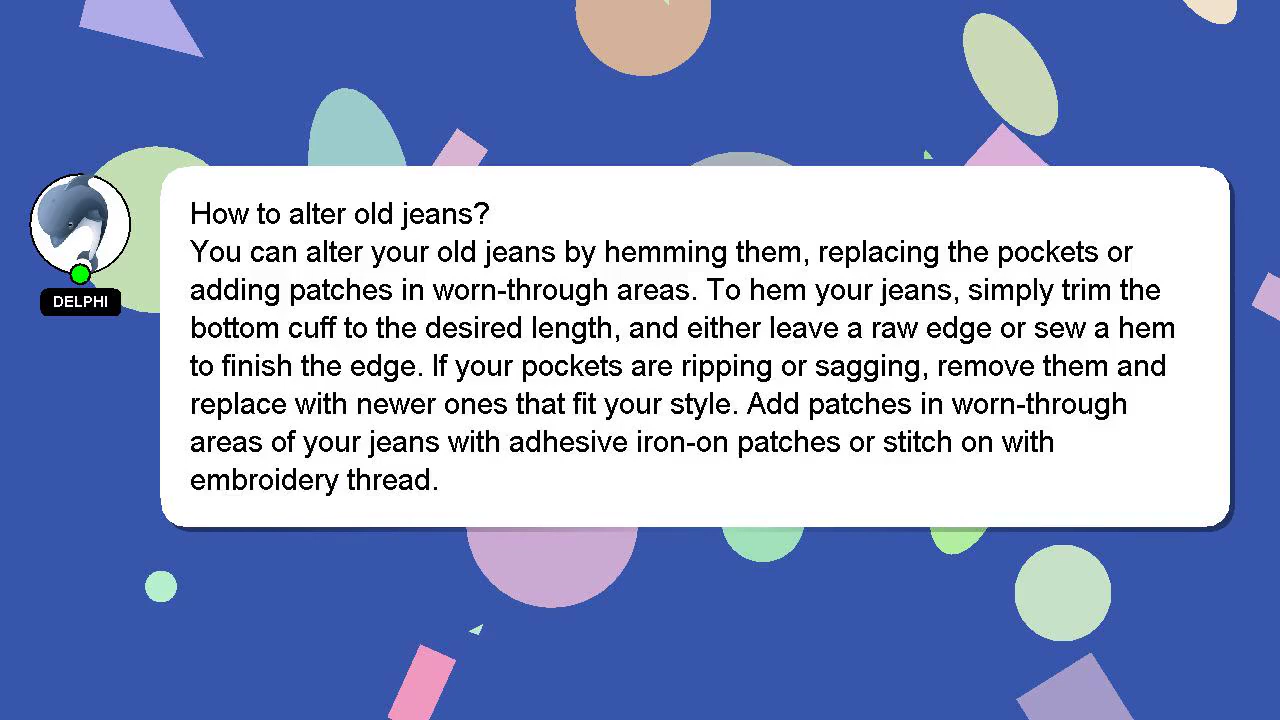 How to alter old jeans?
You can alter your old jeans by hemming them, replacing the pockets or
adding patches in worn-through areas. To hem your jeans, simply trim the
bottom cuff to the desired length, and either leave a raw edge or sew a hem
to finish the edge. If your pockets are ripping or sagging, remove them and
replace with newer ones that fit your style. Add patches in worn-through
areas of your jeans with adhesive iron-on patches or stitch on with
embroidery thread.
DELPHI